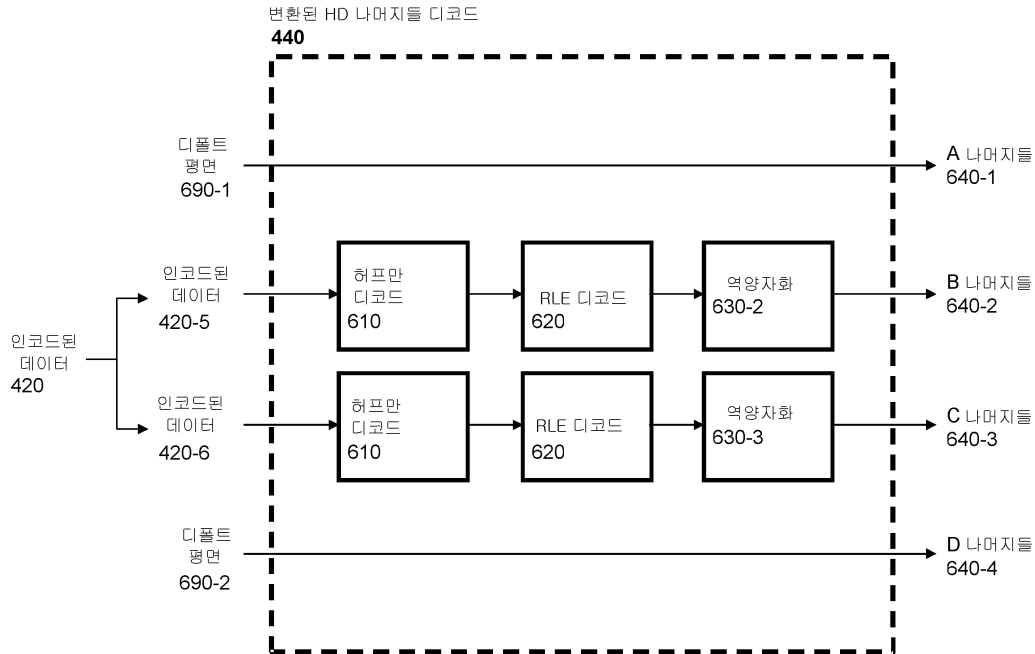 변환된 HD 나머지들 디코드
440
디폴트
평면
690-1
A 나머지들
640-1
인코드된
데이터
420-5
허프만
디코드
610
RLE 디코드
620
역양자화
630-2
B 나머지들
640-2
인코드된
데이터
420
인코드된
데이터
420-6
허프만
디코드
610
RLE 디코드
620
역양자화
630-3
C 나머지들
640-3
디폴트
평면
690-2
D 나머지들
640-4